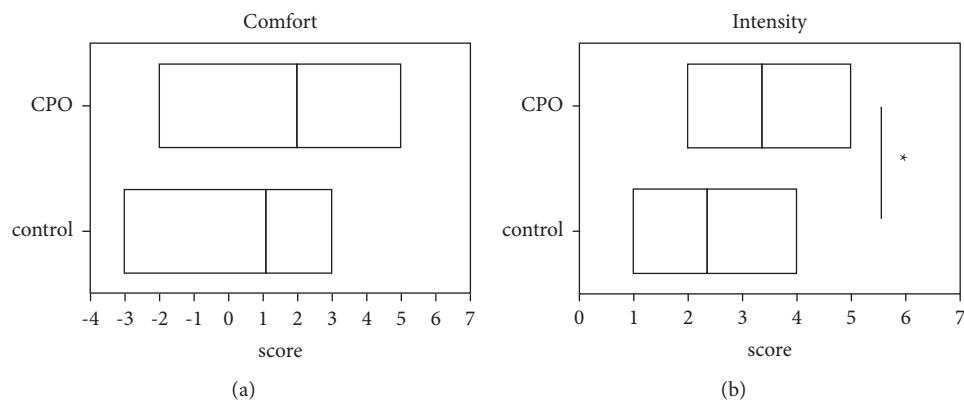 Comfort
CPO
control
-4 -3 -2 -1 0 1 2 3 4 5 6 7
score
(a)
Intensity
CPO
*
control
0 1 2 3 4 5 6 7
score
(b)